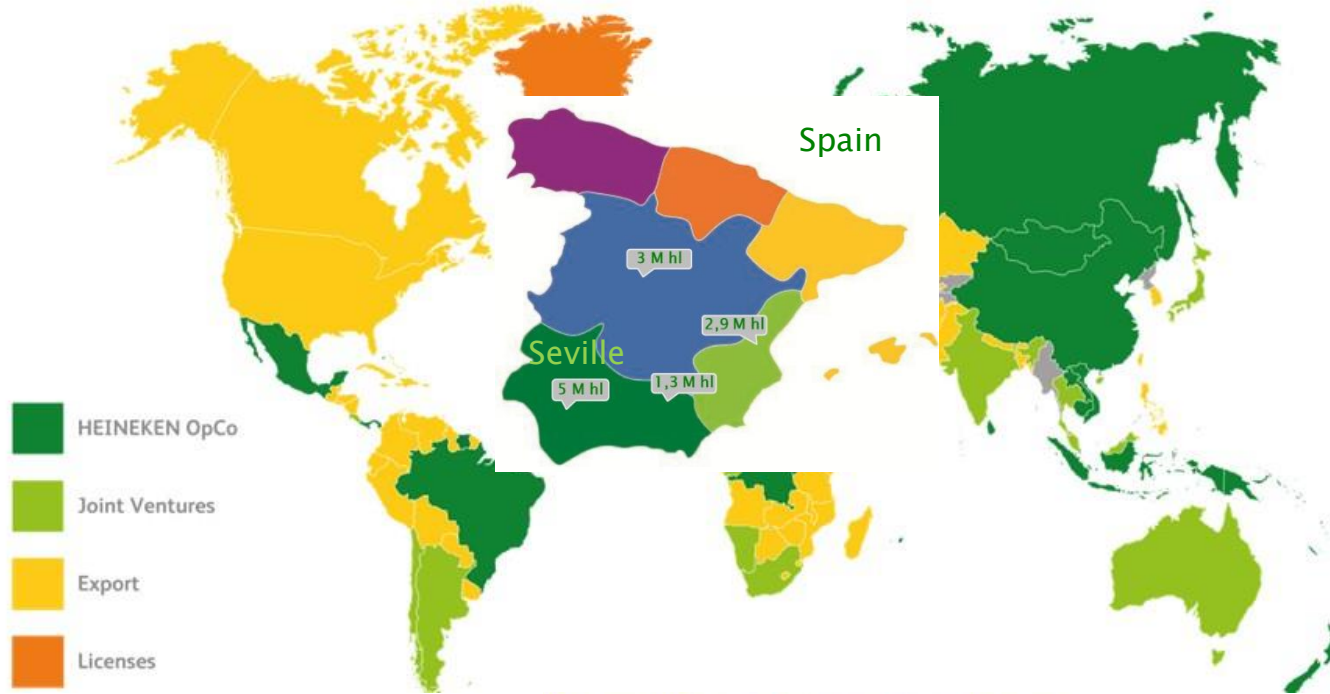 Spain
3 M hl
2,9 M hl
Seville
1,3 M hl
5 M hl
HEINEKEN OpCo
Joint Ventures
Export
Licenses